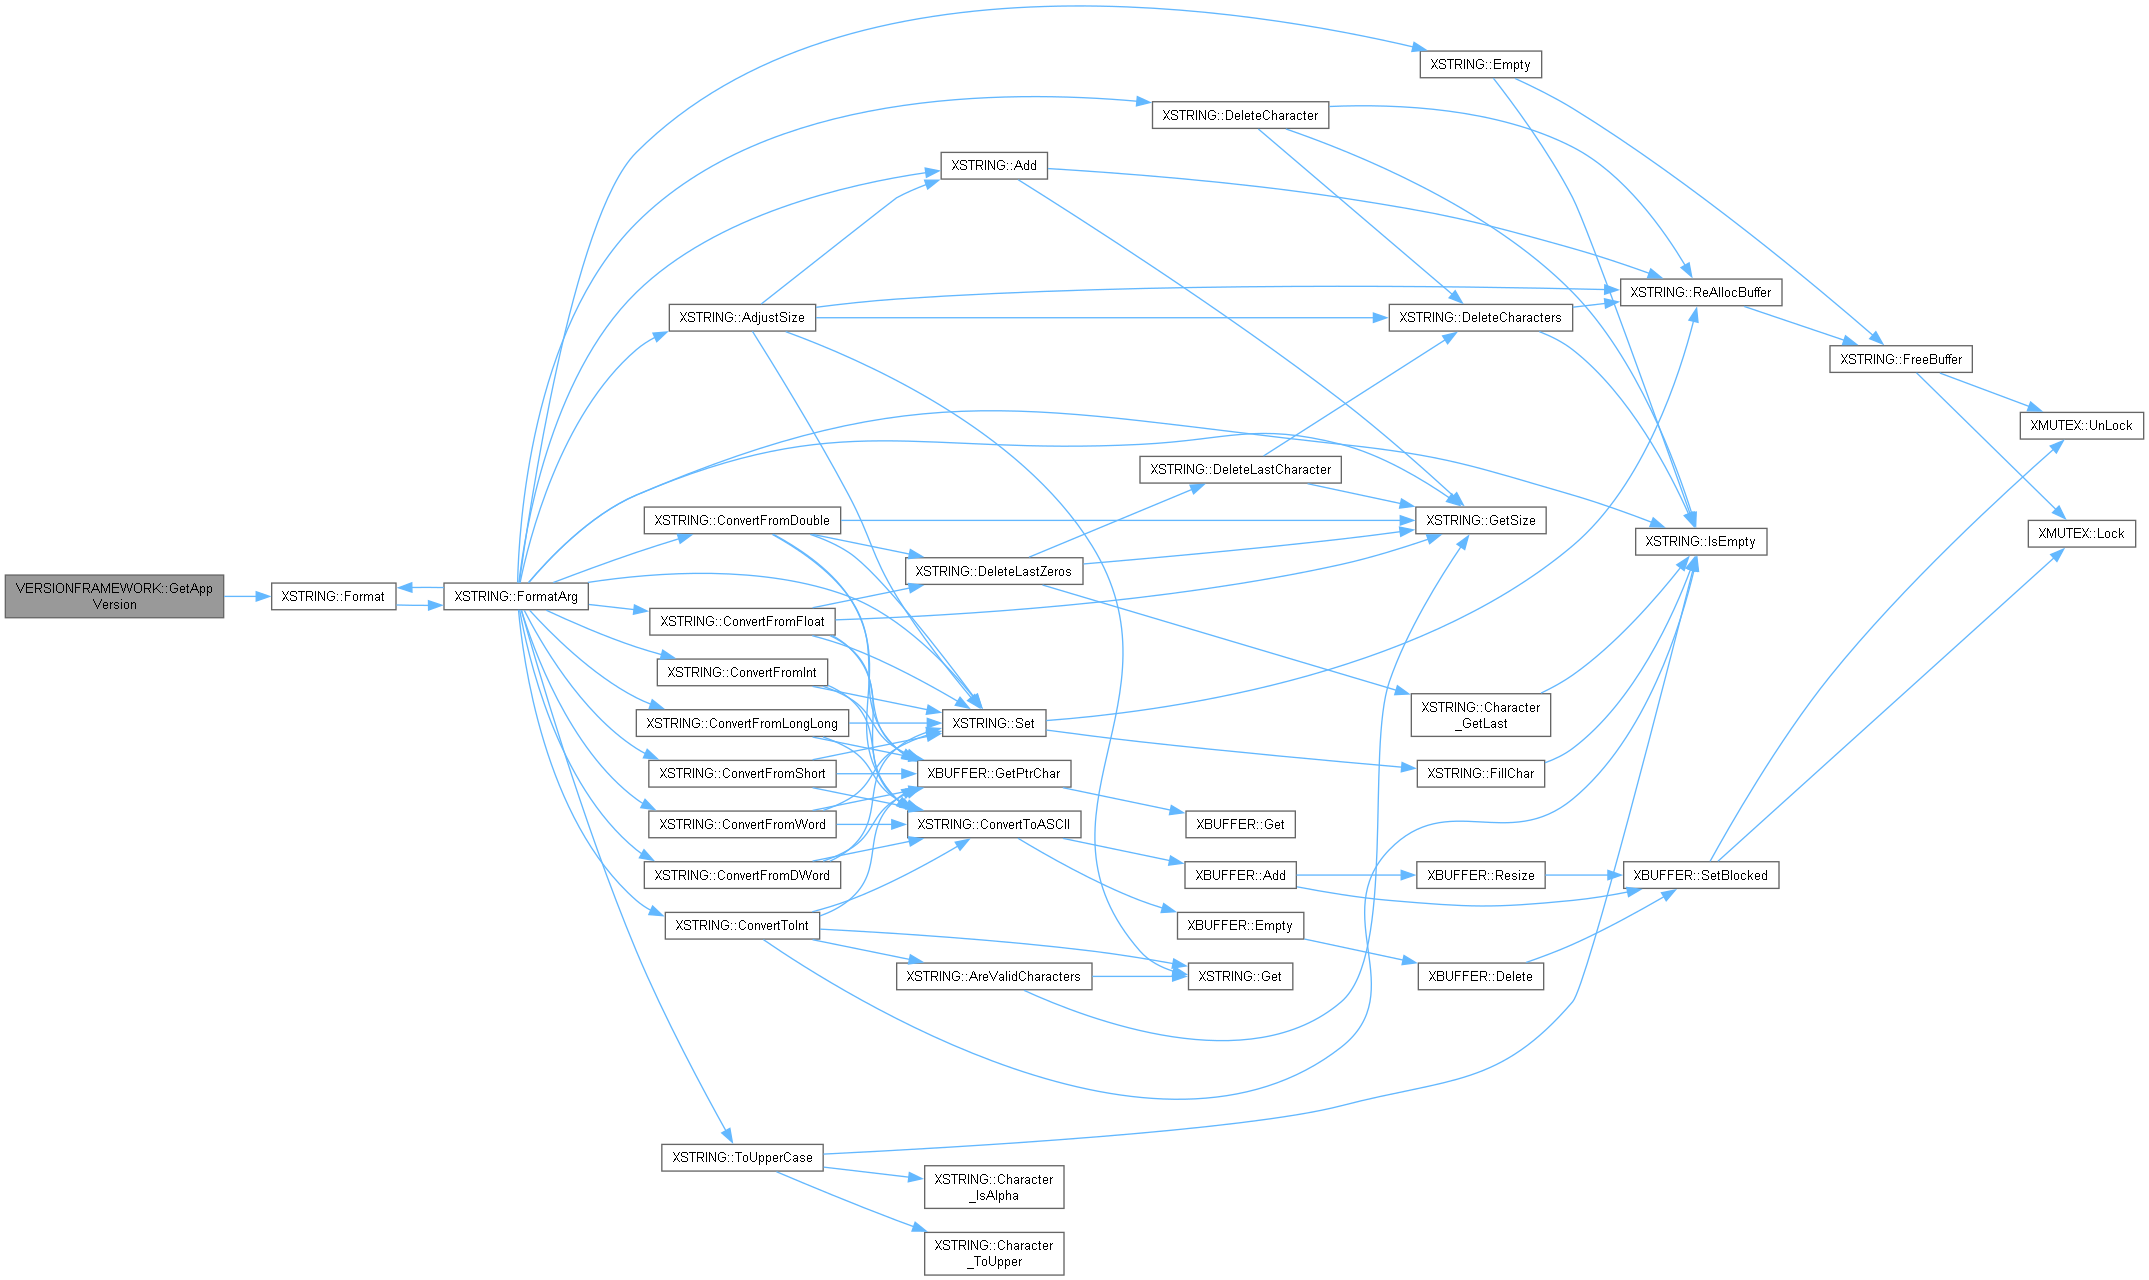 VERSIONFRAMEWORK::GetApp
Version
XSTRING::Format
XSTRING::FormatArg
XSTRING::Empty
XSTRING::DeleteCharacter
XSTRING::Add
XSTRING::ReAllocBuffer
XSTRING::AdjustSize
XSTRING::DeleteCharacters
XSTRING::FreeBuffer
XMUTEX::UnLock
XSTRING::DeleteLastCharacter
XSTRING::ConvertFromDouble
XSTRING::GetSize
XMUTEX::Lock
XSTRING::IsEmpty
XSTRING::DeleteLastZeros
XSTRING::ConvertFromFloat
XSTRING::ConvertFromInt
XSTRING::Character
_GetLast
XSTRING::ConvertFromLongLong
XSTRING::Set
XSTRING::ConvertFromShort
XBUFFER::GetPtrChar
XSTRING::FillChar
XSTRING::ConvertFromWord
XSTRING::ConvertToASCII
XBUFFER::Get
XSTRING::ConvertFromDWord
XBUFFER::Add
XBUFFER::Resize
XBUFFER::SetBlocked
XSTRING::ConvertToInt
XBUFFER::Empty
XSTRING::AreValidCharacters
XSTRING::Get
XBUFFER::Delete
XSTRING::ToUpperCase
XSTRING::Character
_IsAlpha
XSTRING::Character
_ToUpper